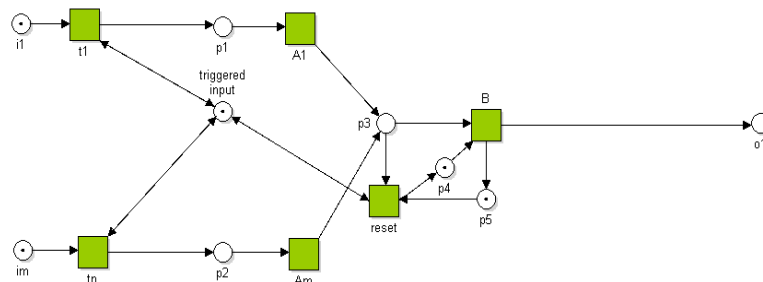 i1
t1
p1
A1
triggered
input
B
p3
o1
p4
reset
p5
im
tn
p2
Am